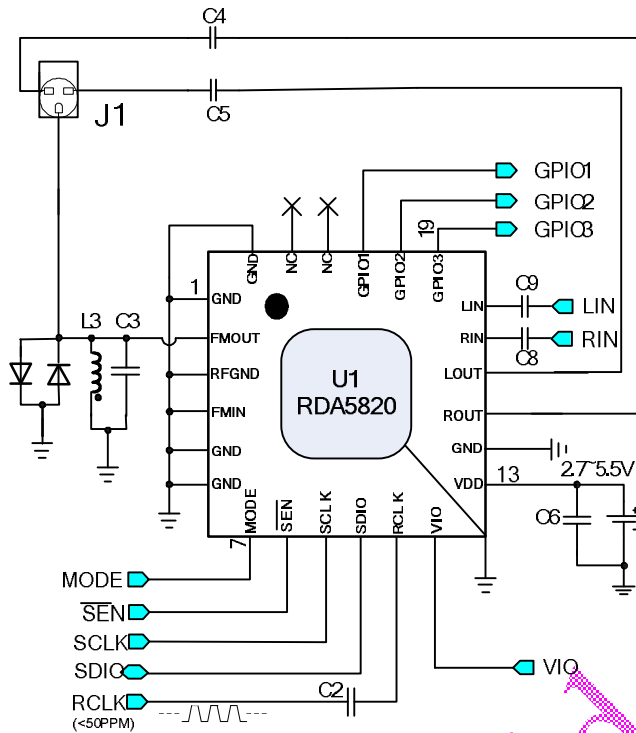 C4
C5
J1
GPIO1
GPIO2
GPIO3
19
GND
NC
NC
GPIO1
GPIO2
GPIO3
1
GND
LIN
C9
LIN
L3
C3
FMOUT
RIN
C8
RIN
RFGND
U1
RDA5820
LOUT
FMIN
ROUT
GND
GND
GND
VDD
13
2.7~5.5V
MODE
SEN
SCLK
SDIO
RCLK
VIO
C6
7
MODE
SEN
SCLK
SDIO
VIO
RCLK
C2
(<50PPM)